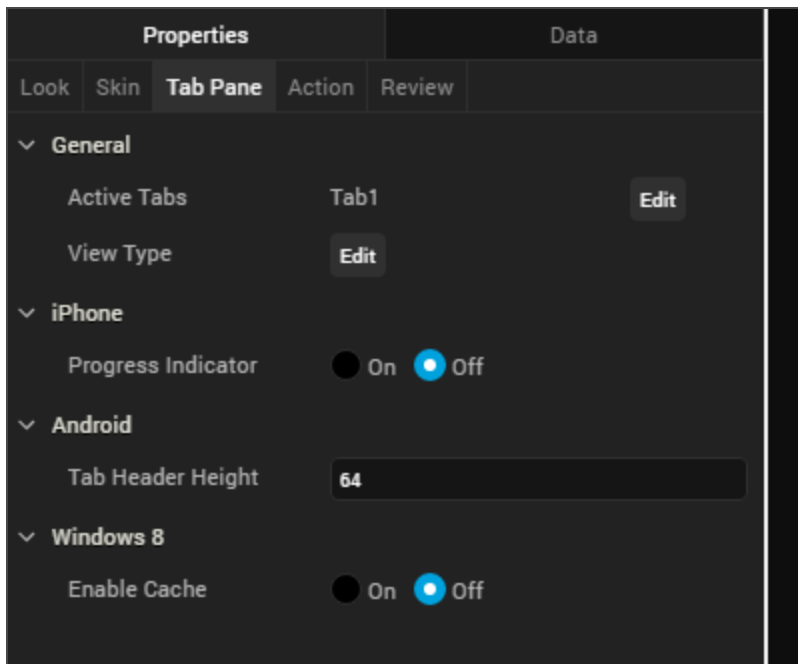 Properties Data
Look Skin Tab Pane Action Review
General
Active Tabs Tab1 Edit
View Type Edit
iPhone
Progress Indicator On Off
Android
Tab Header Height 64
Windows 8
Enable Cache On Off